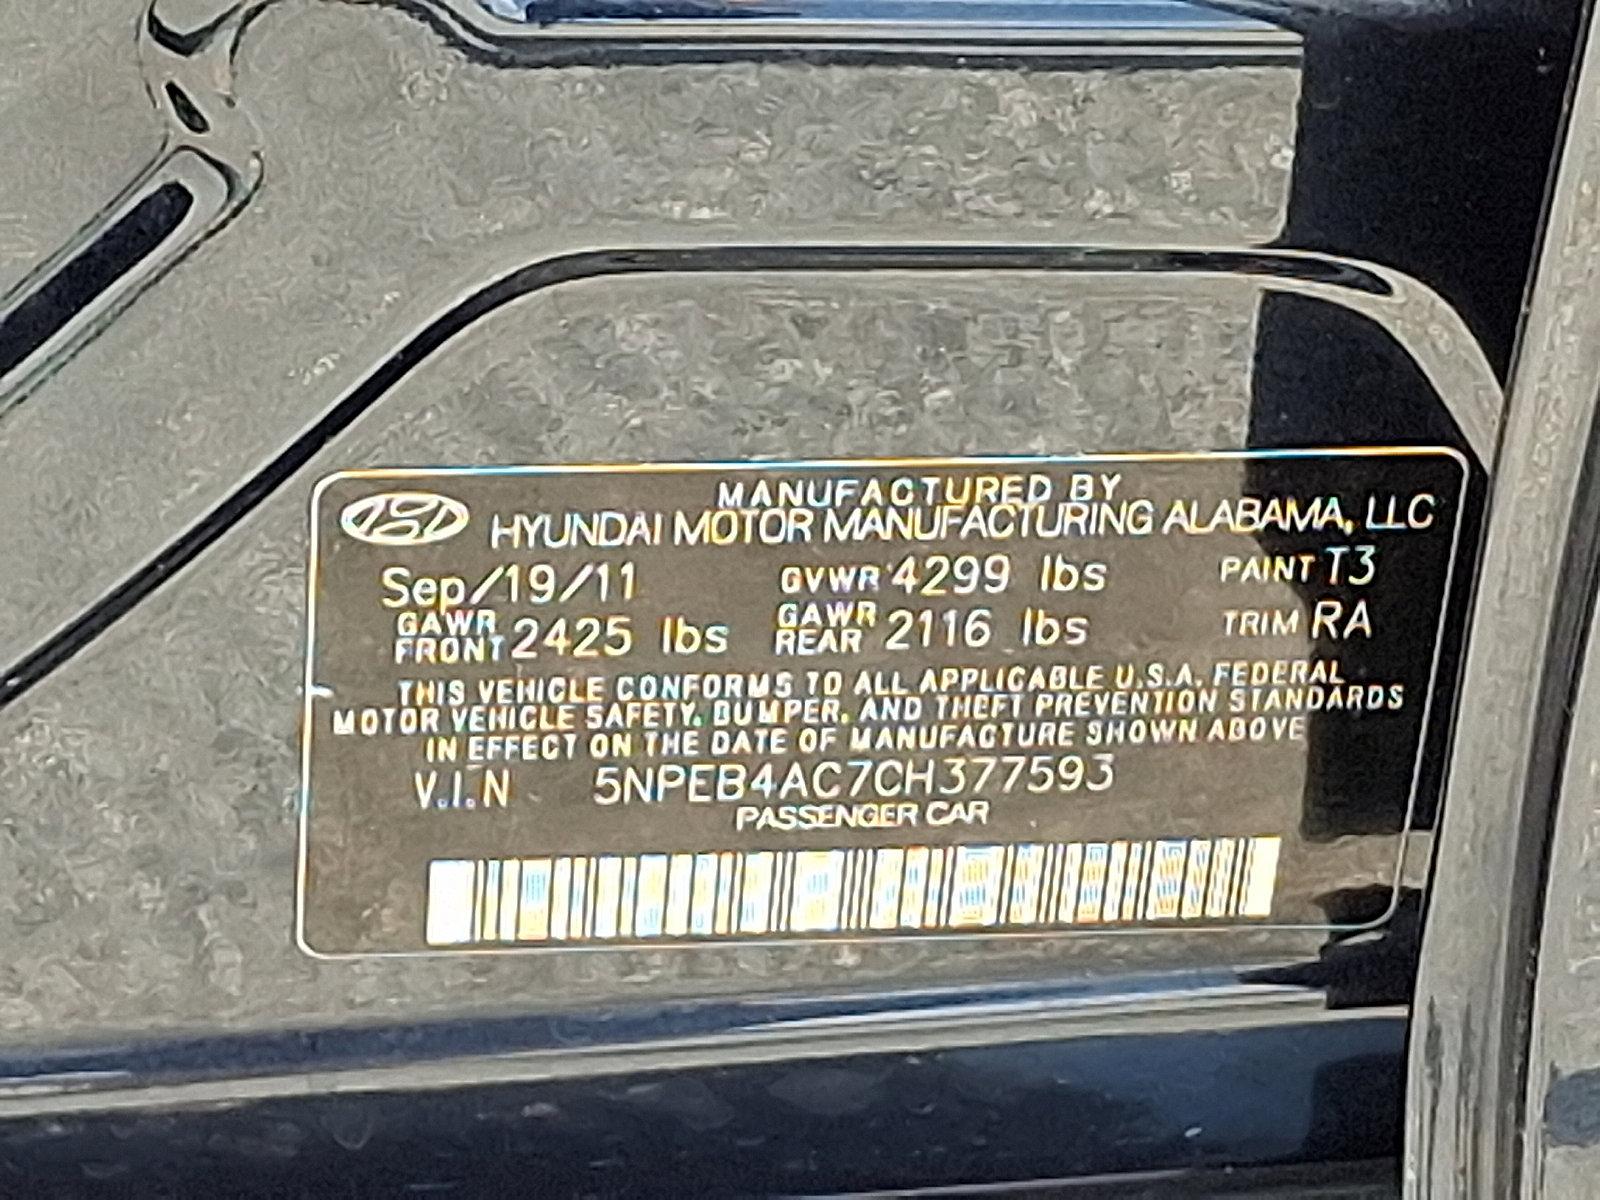 MANUFACTURED BY
HYUNDAI MOTOR MANUFACTURING ALABAMA, LLC
Sep/19/11 GVWR 4299 lbs PAINT T3
GAWR FRONT 2425 lbs GAWR REAR 2116 lbs TRIM RA
THIS VEHICLE CONFORMS TO ALL APPLICABLE U.S.A. FEDERAL
MOTOR VEHICLE SAFETY, BUMPER, AND THEFT PREVENTION STANDARDS
IN EFFECT ON THE DATE OF MANUFACTURE SHOWN ABOVE
V.I.N 5NPEB4AC7CH377593
PASSENGER CAR